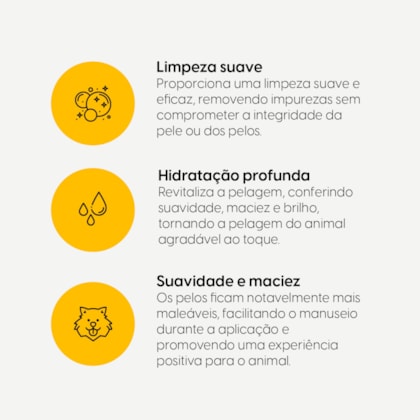 Limpeza suave
Proporciona uma limpeza suave e
eficaz, removendo impurezas sem
comprometer a integridade da
pele ou dos pelos.
Hidratação profunda
Revitaliza a pelagem, conferindo
suavidade, maciez e brilho,
tornando a pelagem do animal
agradável ao toque.
Suavidade e maciez
Os pelos ficam notavelmente mais
maleáveis, facilitando o manuseio
durante a aplicação e
promovendo uma experiência
positiva para o animal.